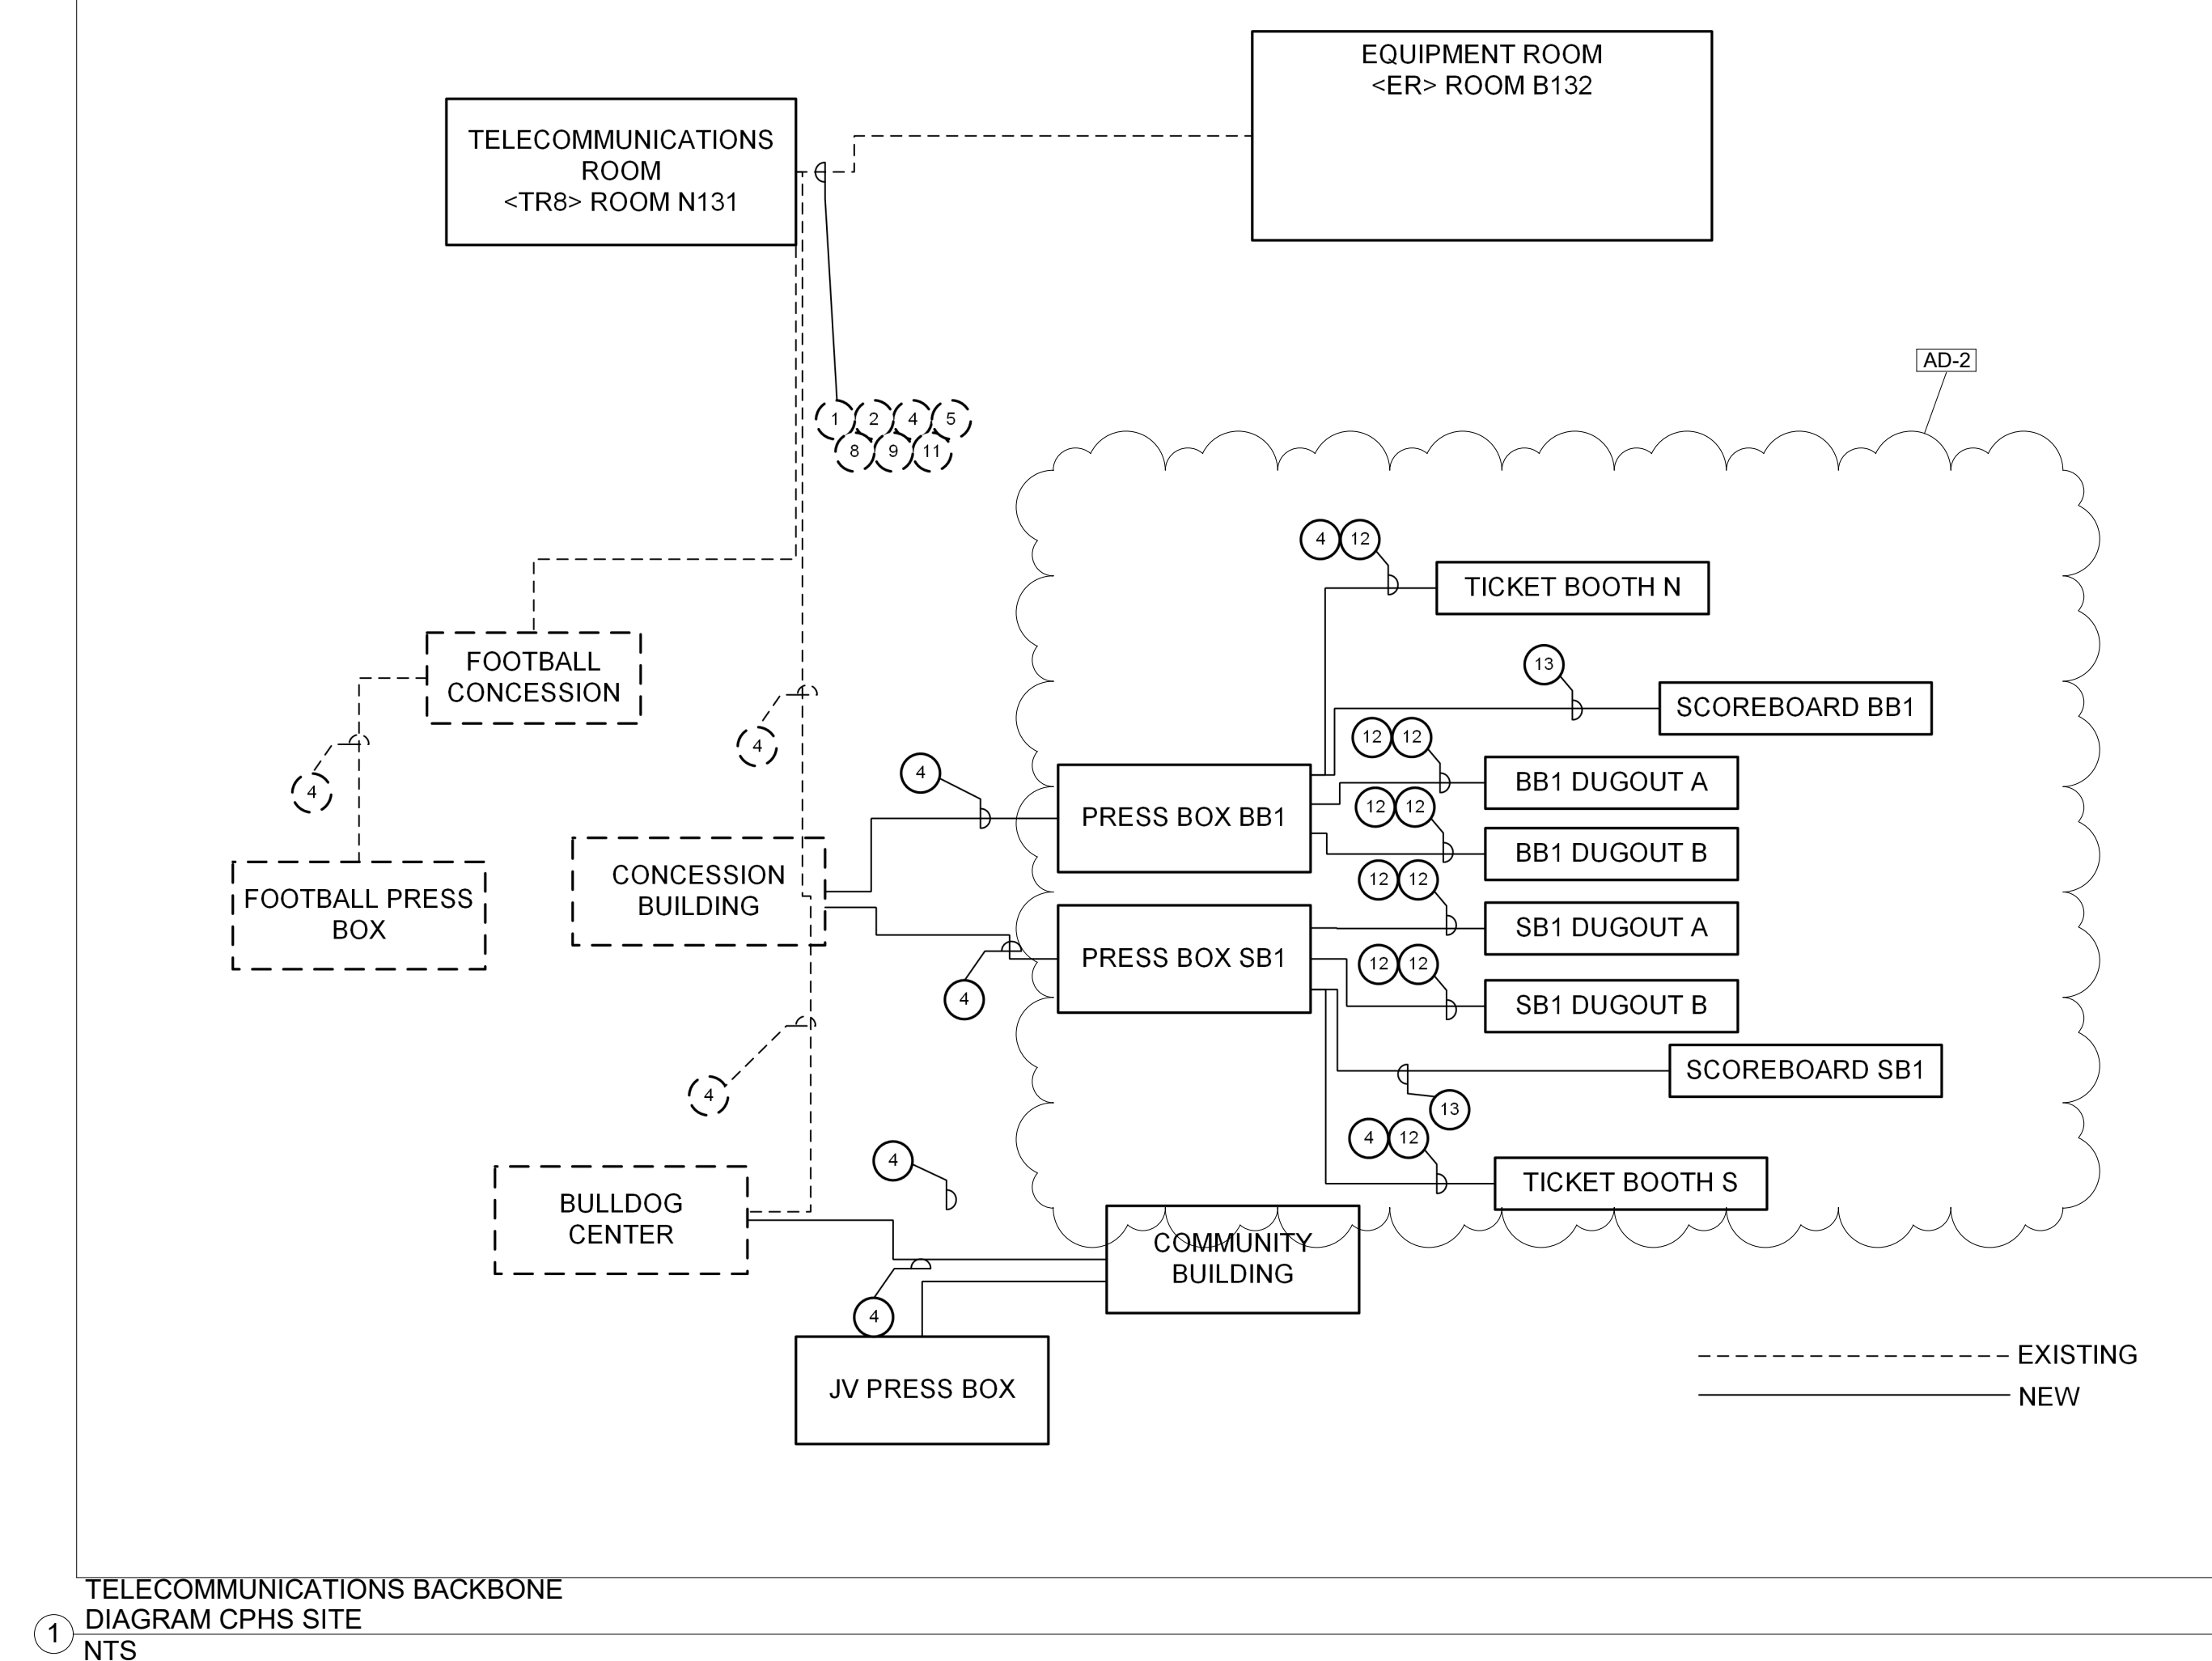 EQUIPMENT ROOM
<ER> ROOM B132
TELECOMMUNICATIONS
ROOM
<TR8> ROOM N131
AD-2
1 2 4 5
8 9 11
4 12
TICKET BOOTH N
13
SCOREBOARD BB1
FOOTBALL
CONCESSION
4
4
12 12
BB1 DUGOUT A
4
PRESS BOX BB1
12 12
BB1 DUGOUT B
CONCESSION
BUILDING
FOOTBALL PRESS
BOX
12 12
SB1 DUGOUT A
PRESS BOX SB1
4
12 12
SB1 DUGOUT B
SCOREBOARD SB1
13
4
4
4 12
TICKET BOOTH S
BULLDOG
CENTER
COMMUNITY
BUILDING
4
JV PRESS BOX
EXISTING
NEW
TELECOMMUNICATIONS BACKBONE
DIAGRAM CPHS SITE
1
NTS